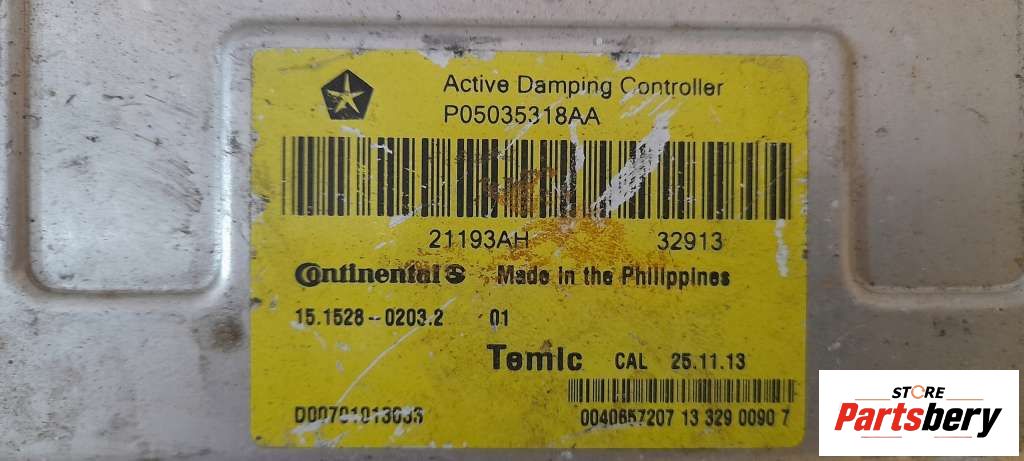 Active Damping Controller
P05035318AA
21193AH 32913
Continental Made in the Philippines
15.1528-0203.2 01
Temic CAL 25.11.13
0040657207 13 329 0090 7
STORE
Partsbery